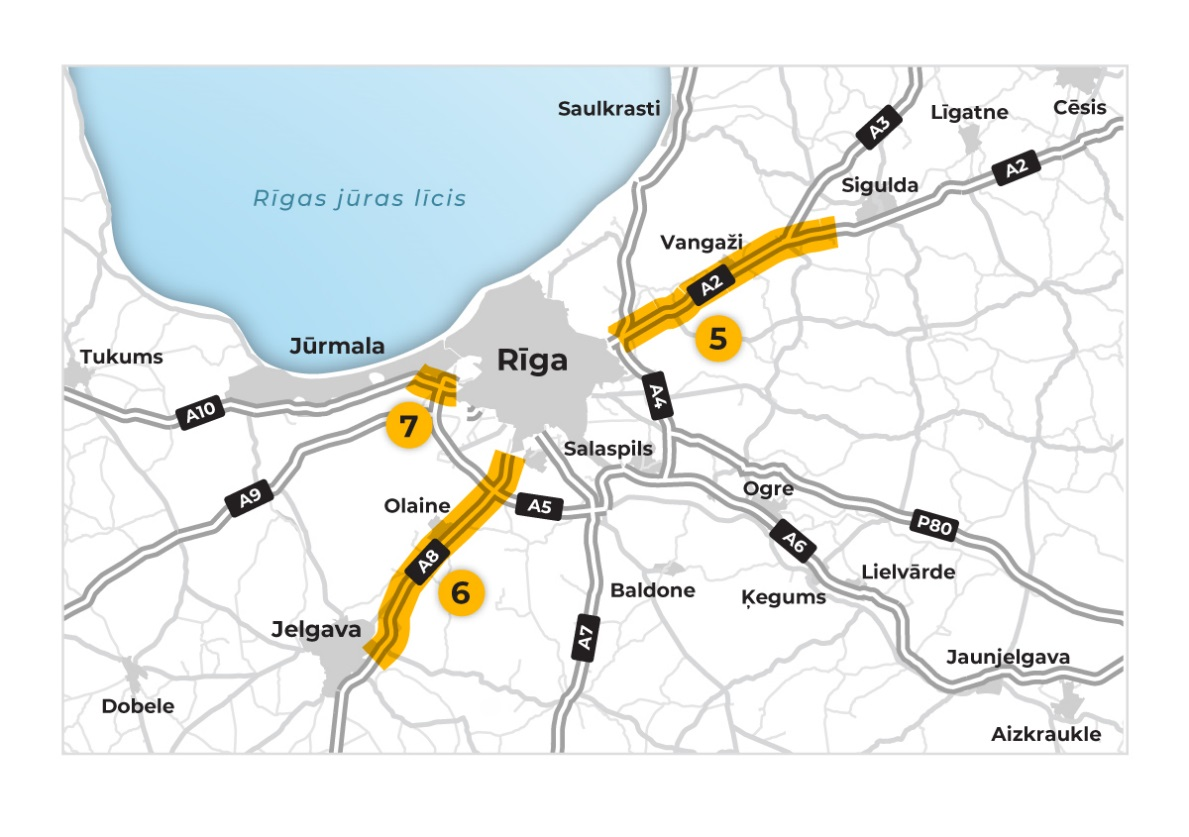 Saulkrasti
A3
Līgatne
Cēsis
A2
Sigulda
Rīgas jūras līcis
Vangaži
A2
5
Jūrmala
Tukums
Rīga
A10
A4
7
Salaspils
A9
Olaine
A5
Ogre
P80
A6
A8
Lielvārde
6
Baldone
Ķegums
Jelgava
A7
Jaunjelgava
Dobele
Aizkraukle